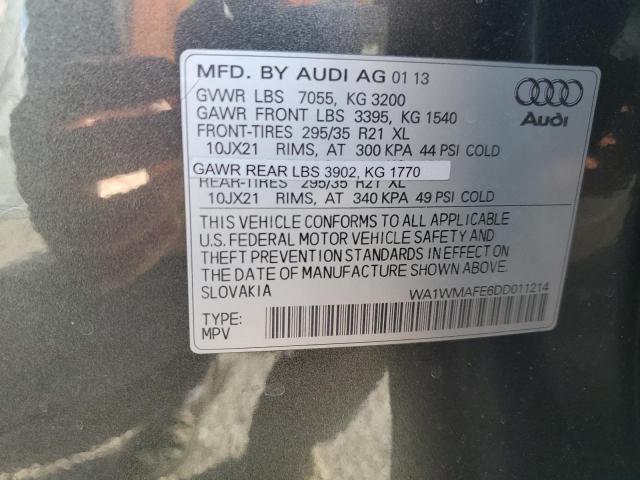 MFD. BY AUDI AG 01 13
GVWR LBS 7055, KG 3200
GAWR FRONT LBS 3395, KG 1540
FRONT-TIRES 295/35 R21 XL
10JX21 RIMS, AT 300 KPA 44 PSI COLD
GAWR REAR LBS 3902, KG 1770
REAR-TIRES 295/35 R21 XL
10JX21 RIMS, AT 340 KPA 49 PSI COLD
THIS VEHICLE CONFORMS TO ALL APPLICABLE
U.S. FEDERAL MOTOR VEHICLE SAFETY AND
THEFT PREVENTION STANDARDS IN EFFECT ON
THE DATE OF MANUFACTURE SHOWN ABOVE.
SLOVAKIA
WA1WMAFE6DD011214
TYPE:
MPV
Audi